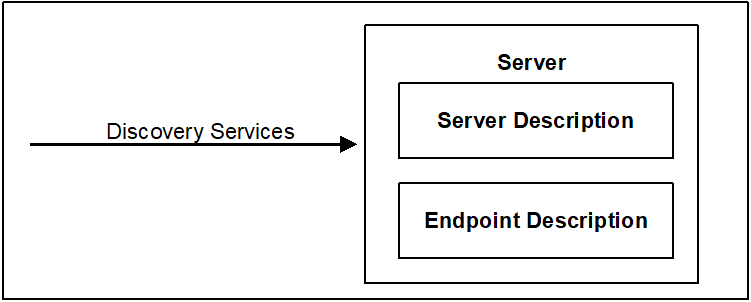 Server
Server Description
Discovery Services
Endpoint Description